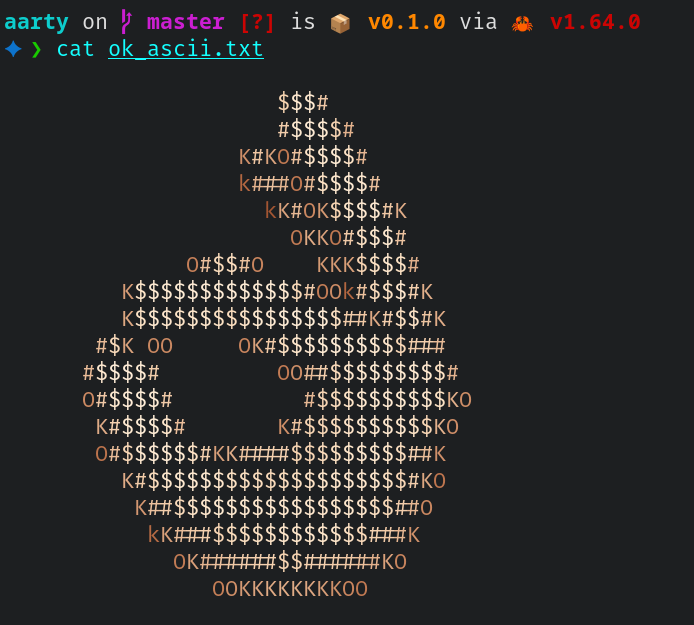 aarty on master [?] is 📦 v0.1.0 via 🦀 v1.64.0
✦ ❯ cat ok_ascii.txt
                     $$$#
                     #$$$$#
                  K#KO#$$$$#
                  k###O#$$$$#
                    kK#OK$$$$#K
                      OKKO#$$$#
              O#$$#O    KKK$$$$#
         K$$$$$$$$$$$$$#OOk#$$$#K
         K$$$$$$$$$$$$$$$$##K#$$#K
       #$K OO     OK#$$$$$$$$$$###
      #$$$$#         OO##$$$$$$$$$#
      O#$$$$#          #$$$$$$$$$$KO
       K#$$$$#       K#$$$$$$$$$$KO
       O#$$$$$$#KK####$$$$$$$$$##K
         K#$$$$$$$$$$$$$$$$$$$$#KO
          K##$$$$$$$$$$$$$$$$$##O
           kK###$$$$$$$$$$$$###K
             OK######$$######KO
                OOKKKKKKKKOO